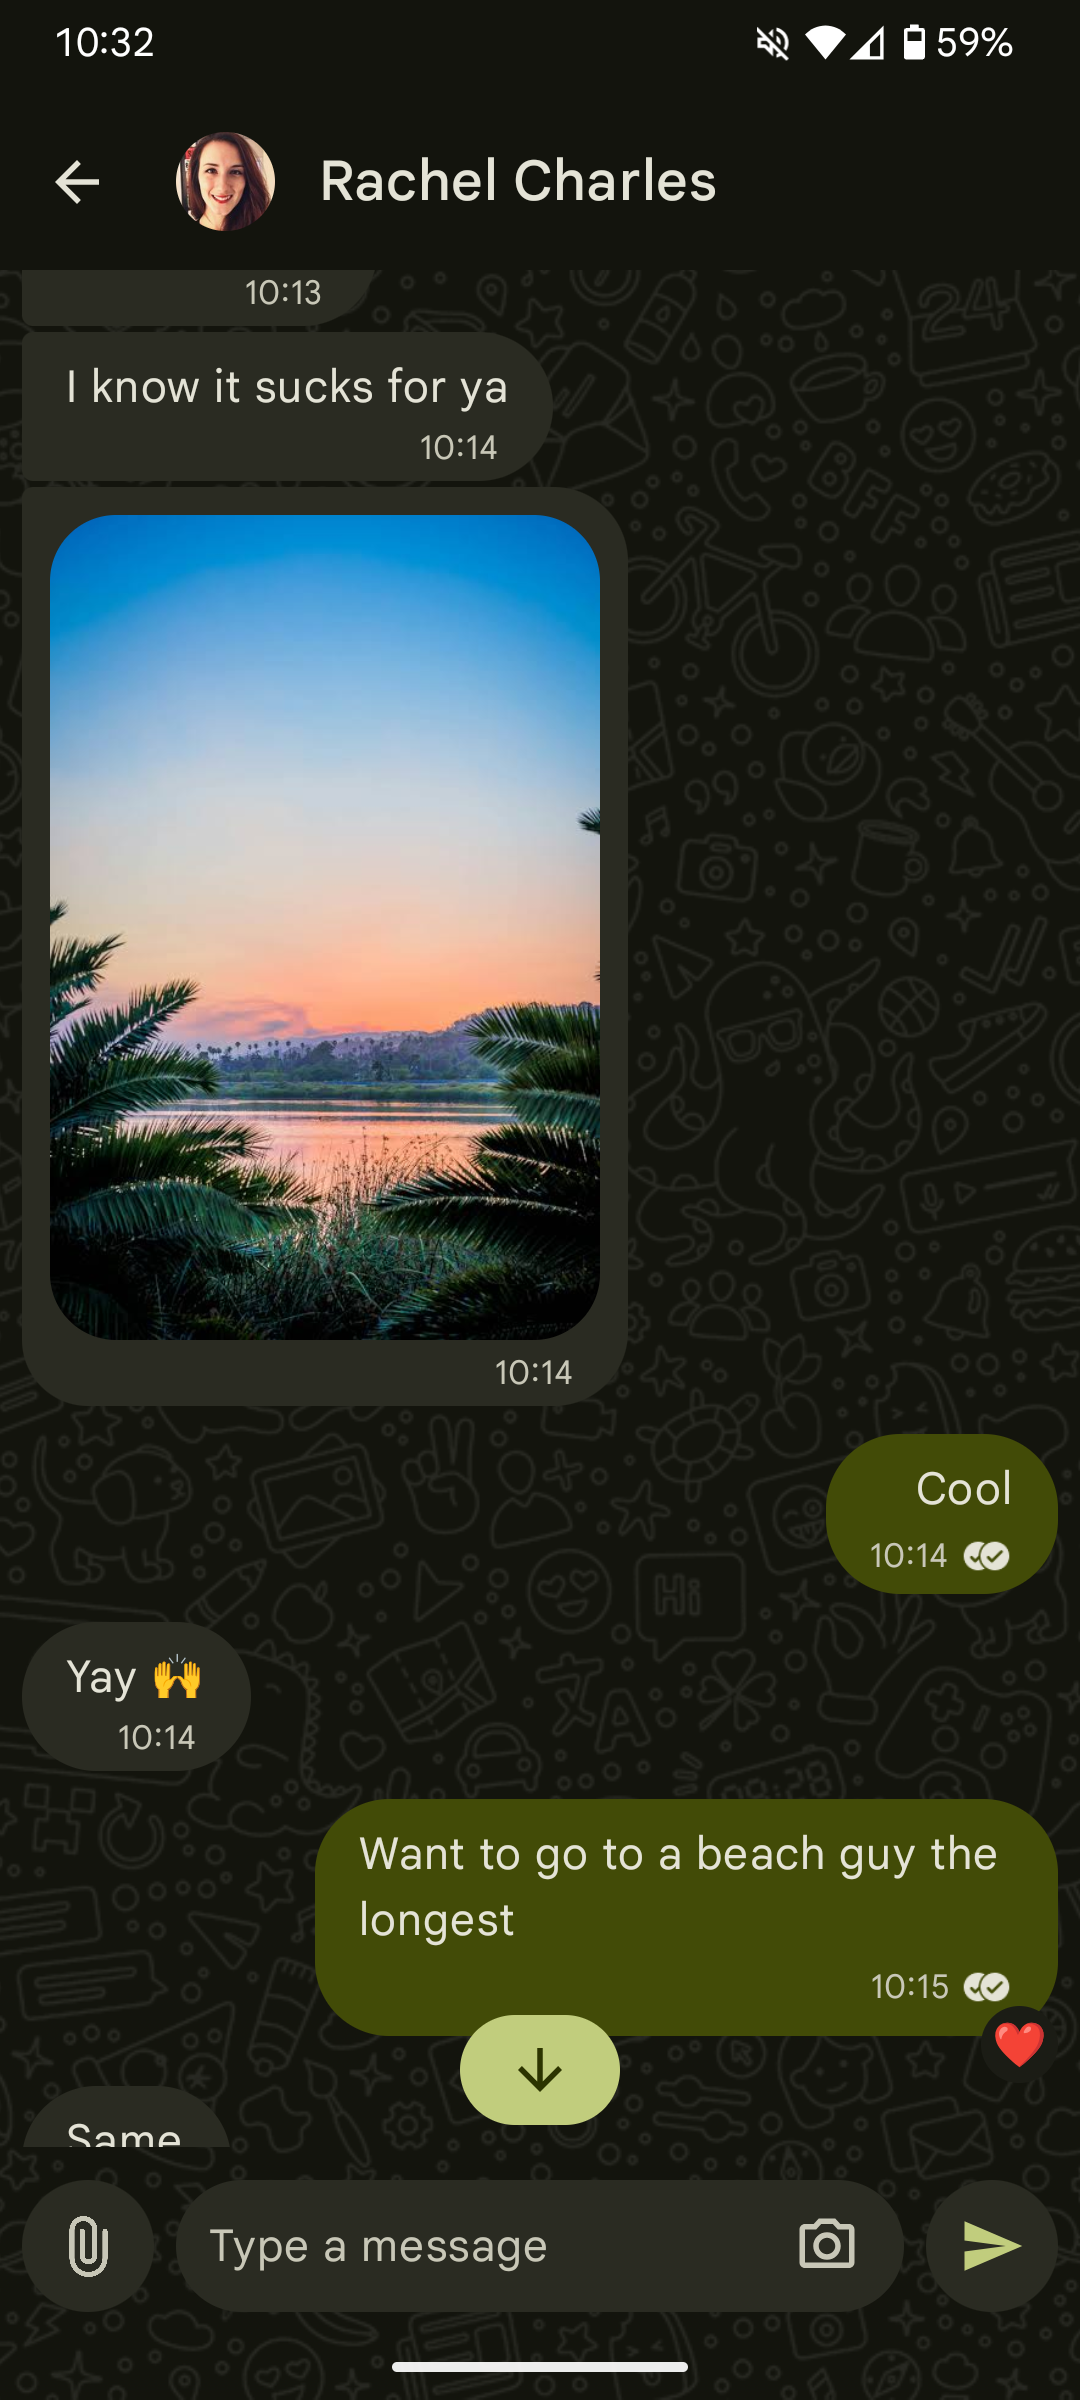 10:32
59%
Rachel Charles
10:13
I know it sucks for ya
10:14
10:14
Cool
10:14
Yay 🙌
10:14
Want to go to a beach guy the
longest
10:15
❤️
Same
Type a message